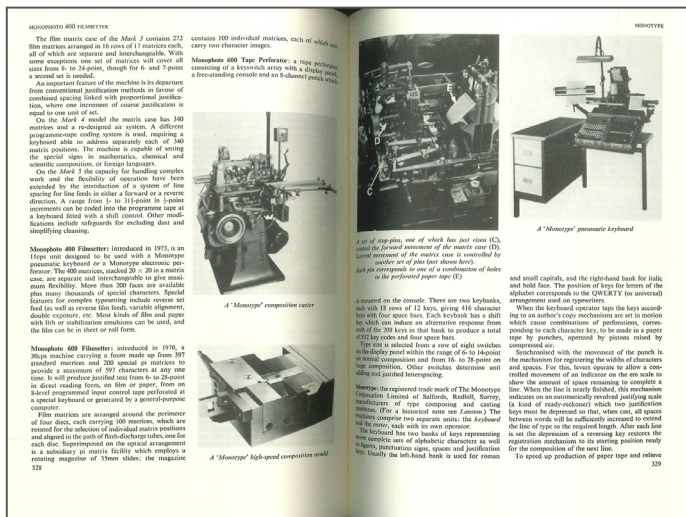 MONOPHOTO 400 FILMSETTER
The film matrix case of the Mark 3 contains 272
film matrices arranged in 16 rows of 17 matrices each,
all of which are separate and interchangeable. With
some exceptions one set of matrices will cover all
sizes from 8- to 24-point, though for 6- and 7-point
a second set is needed.
An important feature of the machine is its departure
from conventional justification methods in favour of
combined spacing linked with proportional justifica-
tion, where one increment of coarse justification is
equal to one unit of set.
On the Mark 4 model the matrix case has 340
matrices and a re-designed air system. A different
programme-tape coding system is used, requiring a
keyboard able to address separately each of 340
matrix positions. The machine is capable of setting
the special signs in mathematics, chemical and
scientific composition, or foreign languages.
On the Mark 5 the capacity for handling complex
work and the flexibility of operation have been
extended by the introduction of a system of line
spacing for line feeds in either a forward or a reverse
direction. A range from ½- to 31½-point in ½-point
increments can be coded into the programme tape at
a keyboard fitted with a shift control. Other modi-
fications include safeguards for excluding dust and
simplifying cleaning.
Monophoto 400 Filmsetter: introduced in 1973, is an
11cps unit designed to be used with a Monotype
pneumatic keyboard or a Monotype electronic per-
forator. The 400 matrices, stacked 20 × 20 in a matrix
case, are separate and interchangeable to give maxi-
mum flexibility. More than 200 faces are available
plus many thousands of special characters. Special
features for complex typesetting include reverse set
feed (as well as reverse film feed), variable alignment,
double exposure, etc. Most kinds of film and paper
with lith or stabilization emulsions can be used, and
the film can be in sheet or roll form.
Monophoto 600 Filmsetter: introduced in 1970, a
30cps machine carrying a fount made up from 397
standard matrices and 200 special pi matrices to
provide a maximum of 597 characters at any one
time. It will produce justified text from 6- to 28-point
in direct reading form, on film or paper, from an
8-level programmed input control tape perforated at
a special keyboard or generated by a general-purpose
computer.
Film matrices are arranged around the perimeter
of four discs, each carrying 100 matrices, which are
rotated for the selection of individual matrix positions
and aligned in the path of flash-discharge tubes, one for
each disc. Superimposed on the optical arrangement
is a subsidiary pi matrix facility which employs a
rotating magazine of 35mm slides; the magazine
328
contains 100 individual matrices, each of which can
carry two character images.
Monophoto 600 Tape Perforator: a tape perforator
consisting of a keyswitch array with a display panel,
a free-standing console and an 8-channel punch which
A 'Monotype' composition caster
A 'Monotype' high-speed composition mould
MONOTYPE
D
C
A set of stop-pins, one of which has just risen (C),
control the forward movement of the matrix case (D).
Lateral movement of the matrix case is controlled by
another set of pins (not shown here).
Each pin corresponds to one of a combination of holes
in the perforated paper tape (E)
is mounted on the console. There are two keybanks,
each with 18 rows of 12 keys, giving 416 character
keys with four space bars. Each keybank has a shift
key which can induce an alternative response from
each of the 208 keys in that bank to produce a total
of 832 key codes and four space bars.
Type size is selected from a row of eight switches
on the display panel within the range of 6- to 14-point
in normal composition and from 16- to 28-point on
large composition. Other switches determine unit
adding and justified letterspacing.
Monotype: the registered trade mark of The Monotype
Corporation Limited of Salfords, Redhill, Surrey,
manufacturers of type composing and casting
machines. (For a historical note see Lanston.) The
machines comprise two separate units: the keyboard
and the caster, each with its own operator.
The keyboard has two banks of keys representing
seven complete sets of alphabetic characters as well
as figures, punctuation signs, spaces and justification
keys. Usually the left-hand bank is used for roman
A 'Monotype' pneumatic keyboard
and small capitals, and the right-hand bank for italic
and bold face. The position of keys for letters of the
alphabet corresponds to the QWERTY (or universal)
arrangement used on typewriters.
When the keyboard operator taps the keys accord-
ing to an author's copy mechanisms are set in motion
which cause combinations of perforations, corres-
ponding to each character key, to be made in a paper
tape by punches, operated by pistons raised by
compressed air.
Synchronised with the movement of the punch is
the mechanism for registering the widths of characters
and spaces. For this, levers operate to allow a con-
trolled movement of an indicator on the em scale to
show the amount of space remaining to complete a
line. When the line is nearly finished, this mechanism
indicates on an automatically revolved justifying scale
(a kind of ready-reckoner) which two justification
keys must be depressed so that, when cast, all spaces
between words will be sufficiently increased to extend
the line of type to the required length. After each line
is set the depression of a reversing key restores the
registration mechanism to its starting position ready
for the composition of the next line.
To speed up production of paper tape and relieve
329